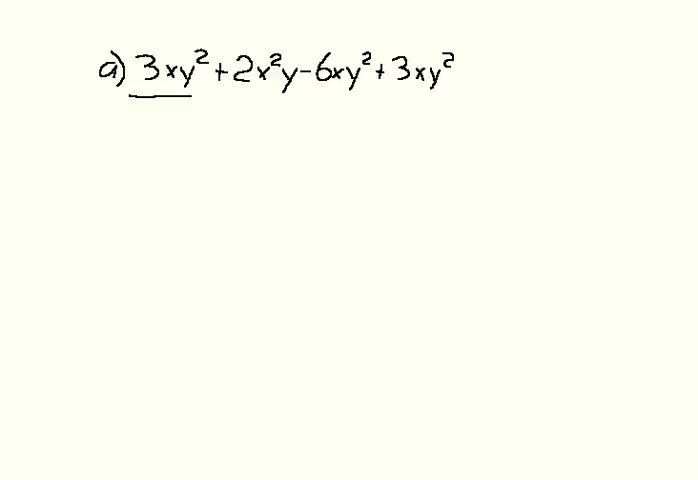 a) 3xy² + 2x²y - 6xy² + 3xy²